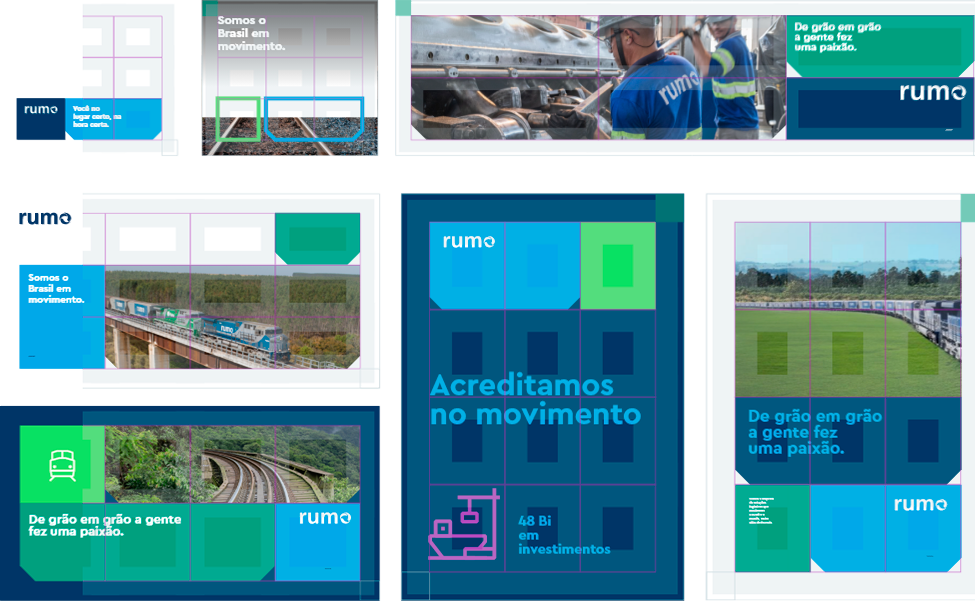 rumo
Você no
lugar certo, na
hora certa.
Somos o
Brasil em
movimento.
rumo
De grão em grão
a gente fez
uma paixão.
rumo
rumo
Somos o
Brasil em
movimento.
rumo
De grão em grão a gente
fez uma paixão.
rumo
rumo
Acreditamos
no movimento
48 Bi
em
investimentos
De grão em grão
a gente fez
uma paixão.
rumo